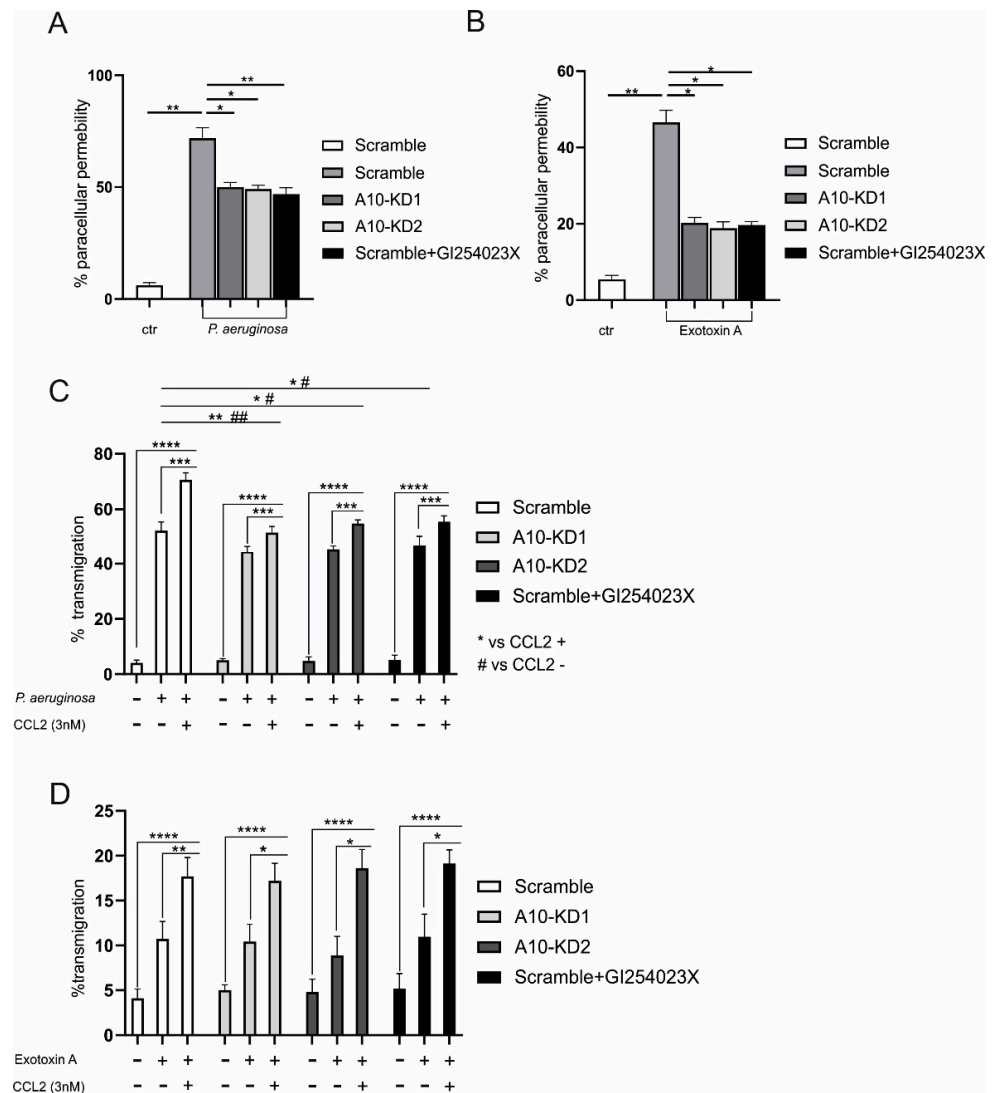 A
% paracellular permebility
100
50
0
**
*
*
**
ctr
P. aeruginosa
Scramble
Scramble
A10-KD1
A10-KD2
Scramble+GI254023X
B
% paracellular permebility
60
40
20
0
**
*
*
*
ctr
Exotoxin A
Scramble
Scramble
A10-KD1
A10-KD2
Scramble+GI254023X
C
* #
* #
** ##
% transmigration
80
60
40
20
0
****
***
****
***
****
***
****
***
Scramble
A10-KD1
A10-KD2
Scramble+GI254023X
* vs CCL2 +
# vs CCL2 -
P. aeruginosa - + + - + + - + + - + +
CCL2 (3nM) - - + - - + - - + - - +
D
%transmigration
25
20
15
10
5
0
****
**
****
*
****
*
****
*
Scramble
A10-KD1
A10-KD2
Scramble+GI254023X
Exotoxin A - + + - + + - + + - + +
CCL2 (3nM) - - + - - + - - + - - +